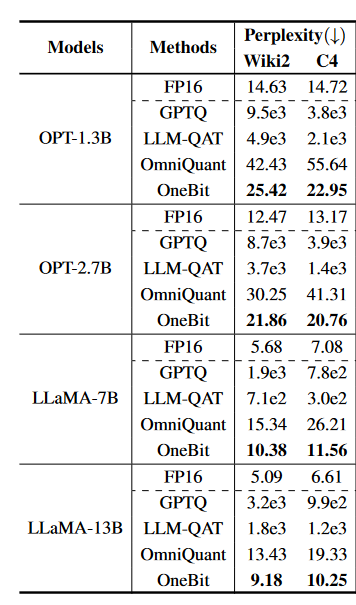 Models Methods Perplexity(↓)
Wiki2 C4
FP16 14.63 14.72
GPTQ 9.5e3 3.8e3
OPT-1.3B LLM-QAT 4.9e3 2.1e3
OmniQuant 42.43 55.64
OneBit 25.42 22.95
FP16 12.47 13.17
GPTQ 8.7e3 3.9e3
OPT-2.7B LLM-QAT 3.7e3 1.4e3
OmniQuant 30.25 41.31
OneBit 21.86 20.76
FP16 5.68 7.08
GPTQ 1.9e3 7.8e2
LLaMA-7B LLM-QAT 7.1e2 3.0e2
OmniQuant 15.34 26.21
OneBit 10.38 11.56
FP16 5.09 6.61
GPTQ 3.2e3 9.9e2
LLaMA-13B LLM-QAT 1.8e3 1.2e3
OmniQuant 13.43 19.33
OneBit 9.18 10.25